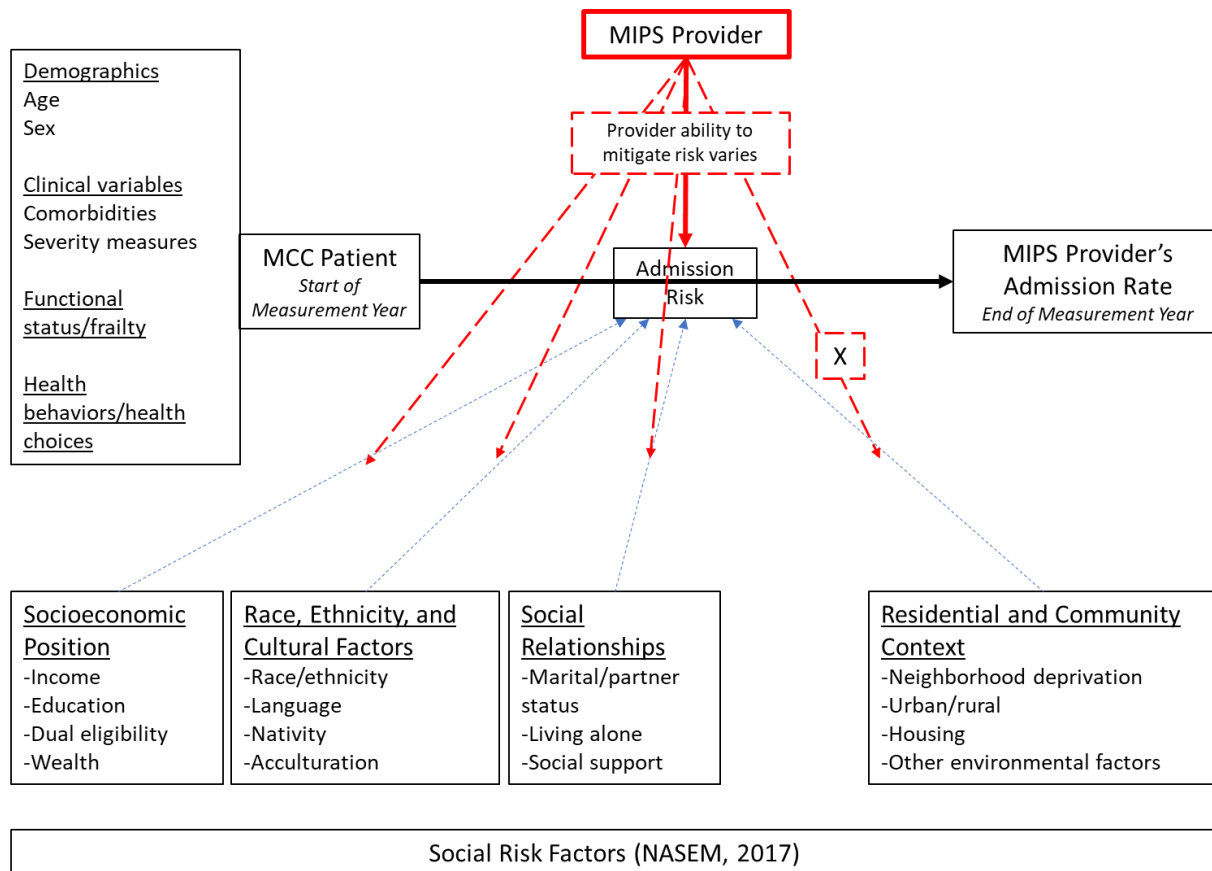 MIPS Provider
Demographics
Age
Sex
Clinical variables
Comorbidities
Severity measures
Functional
status/frailty
Health
behaviors/health
choices
Provider ability to
mitigate risk varies
MCC Patient
Start of
Measurement Year
Admission
Risk
MIPS Provider’s
Admission Rate
End of Measurement Year
X
Socioeconomic
Position
-Income
-Education
-Dual eligibility
-Wealth
Race, Ethnicity, and
Cultural Factors
-Race/ethnicity
-Language
-Nativity
-Acculturation
Social
Relationships
-Marital/partner
status
-Living alone
-Social support
Residential and Community
Context
-Neighborhood deprivation
-Urban/rural
-Housing
-Other environmental factors
Social Risk Factors (NASEM, 2017)